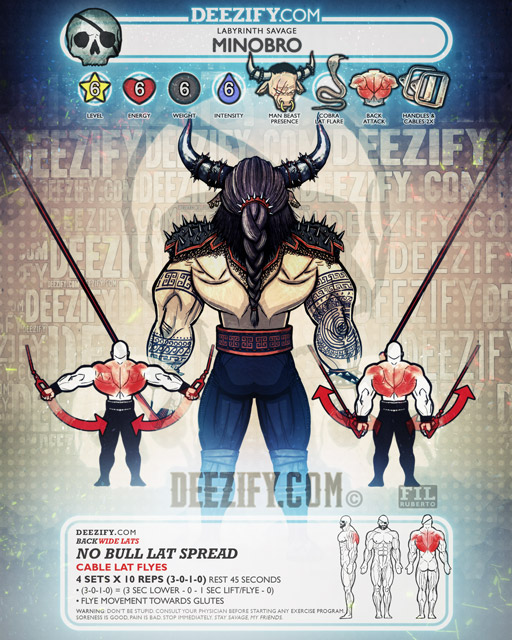 DEEZIFY.COM
LABYRINTH SAVAGE
MINOBRO
6 6 6 6
LEVEL ENERGY WEIGHT INTENSITY MAN BEAST PRESENCE COBRA LAT FLARE BACK ATTACK HANDLES & CABLES 2X
DEEZIFY.COM©
FIL
RUBERTO
DEEZIFY.COM
BACK WIDE LATS
NO BULL LAT SPREAD
CABLE LAT FLYES
4 SETS X 10 REPS (3-0-1-0) REST 45 SECONDS
• (3-0-1-0) = (3 SEC LOWER - 0 - 1 SEC LIFT/FLYE - 0)
• FLYE MOVEMENT TOWARDS GLUTES
WARNING: DON'T BE STUPID. CONSULT YOUR PHYSICIAN BEFORE STARTING ANY EXERCISE PROGRAM.
SORENESS IS GOOD, PAIN IS BAD. STOP IMMEDIATELY. STAY SAVAGE, MY FRIENDS.